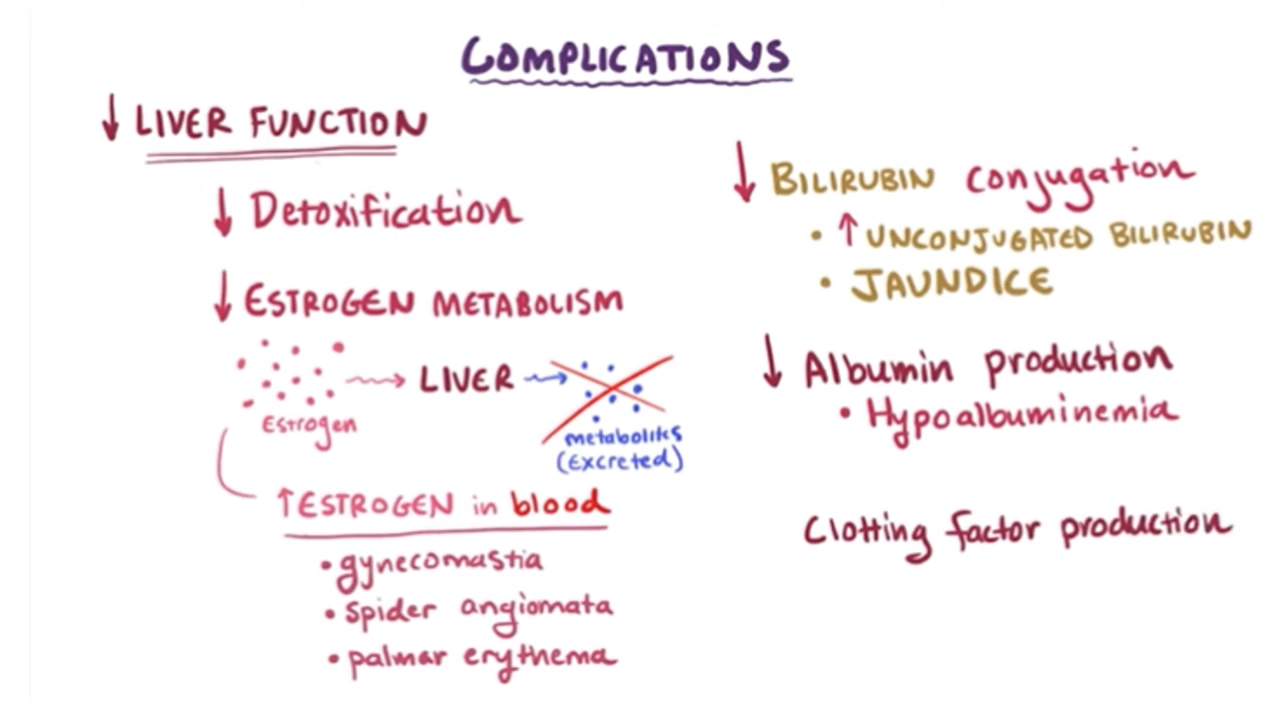 COMPLICATIONS
↓ LIVER FUNCTION
↓ Detoxification
↓ ESTROGEN METABOLISM
LIVER
Estrogen
metabolites
(Excreted)
↑ ESTROGEN in blood
• gynecomastia
• spider angiomata
• palmar erythema
↓ BILIRUBIN conjugation
• ↑ UNCONJUGATED BILIRUBIN
• JAUNDICE
↓ Albumin production
• Hypoalbuminemia
Clotting factor production